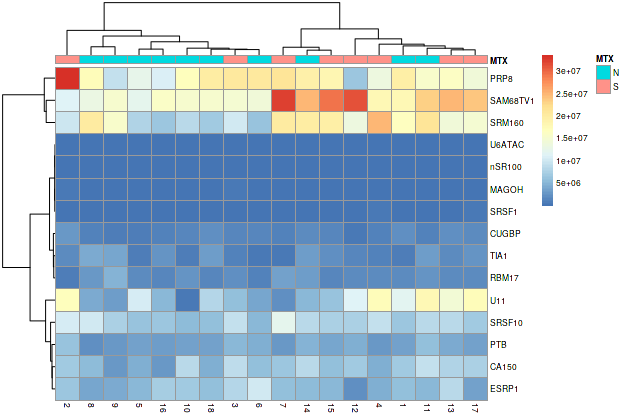 MTX
PRP8
SAM68TV1
SRM160
U6ATAC
nSR100
MAGOH
SRSF1
CUGBP
TIA1
RBM17
U11
SRSF10
PTB
CA150
ESRP1
2 8 9 5 16 10 18 3 6 7 14 15 12 4 1 11 13 17
3e+07
2.5e+07
2e+07
1.5e+07
1e+07
5e+06
MTX
N
S